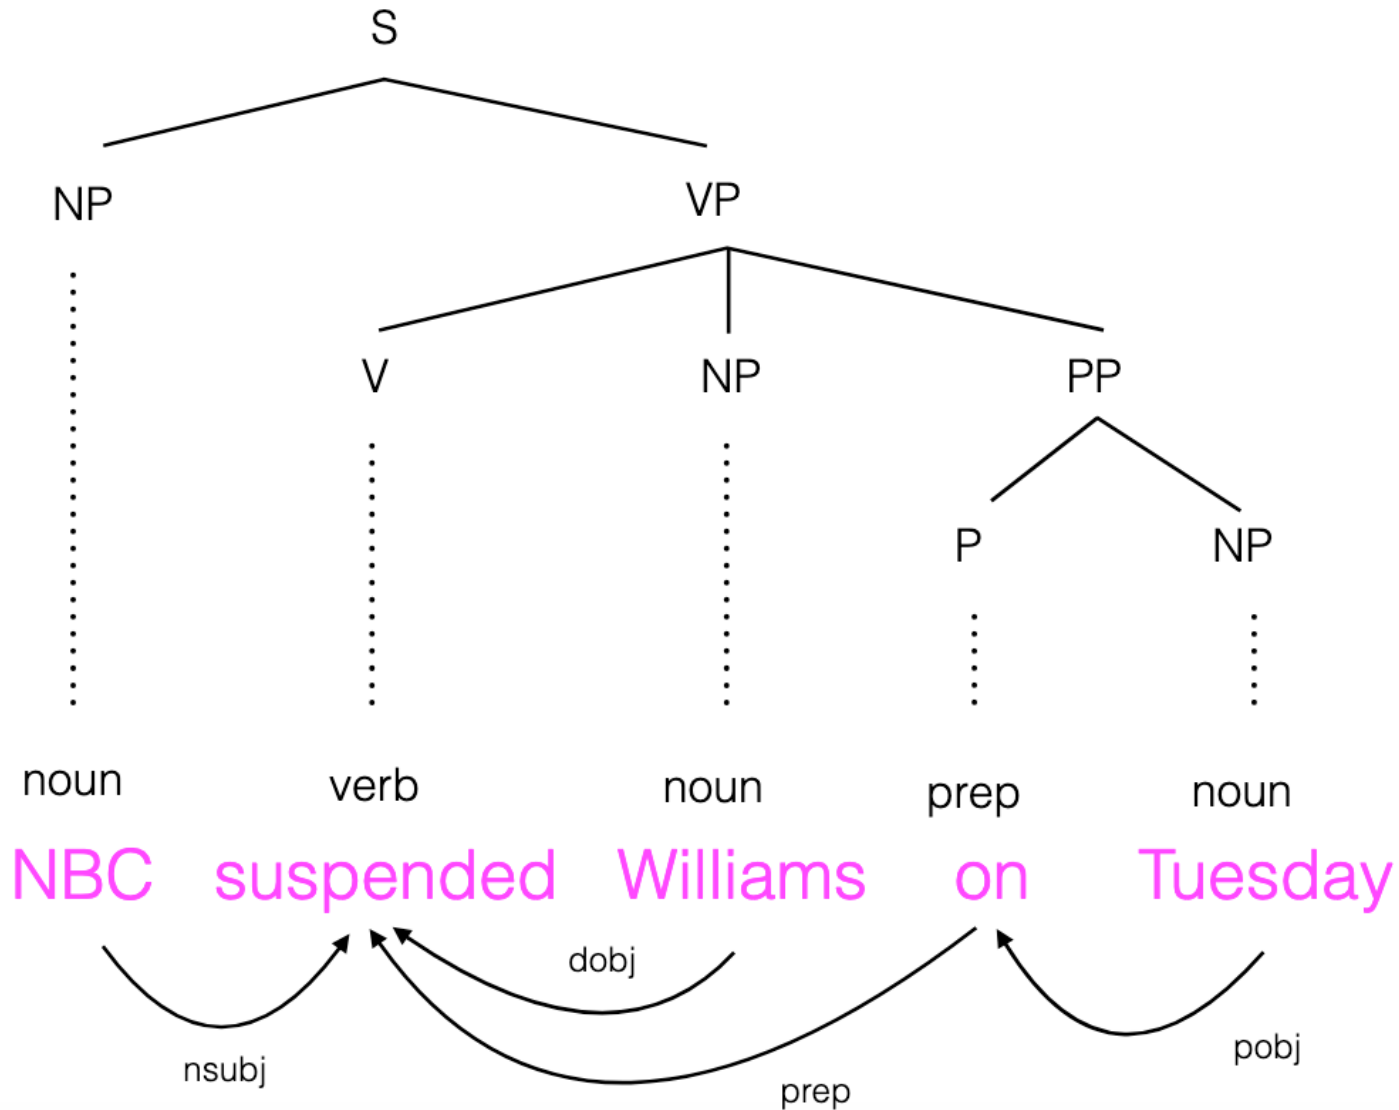 S
NP VP
V NP PP
P NP
noun verb noun prep noun
NBC suspended Williams on Tuesday
dobj
nsubj prep pobj